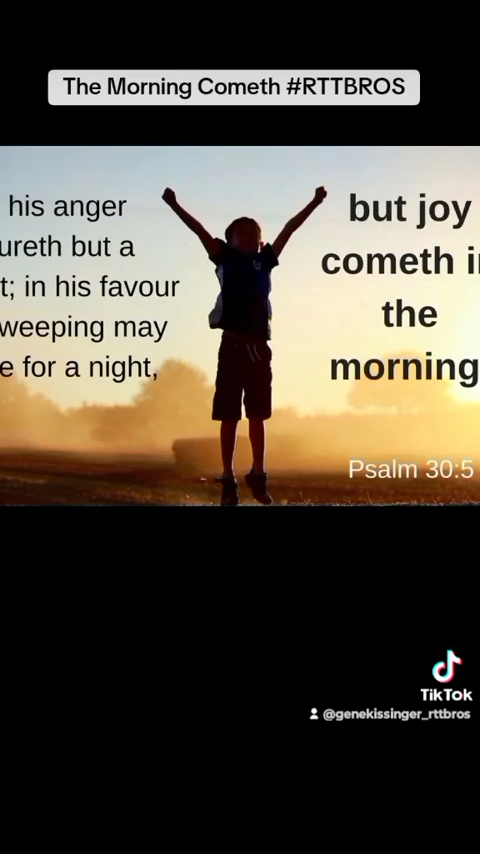 The Morning Cometh #RTTBROS
his anger
ureth but a
t; in his favour
weeping may
e for a night,
but joy
cometh i
the
morning
Psalm 30:5
TikTok
@genekissinger_rttbros